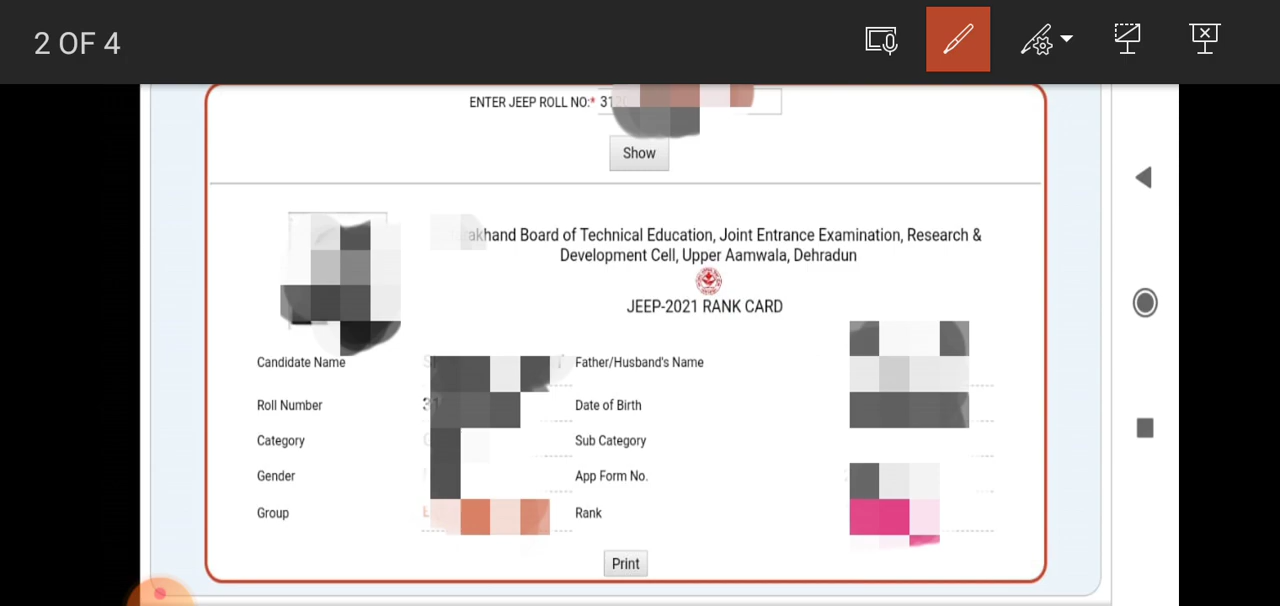 2 OF 4
ENTER JEEP ROLL NO:* 31
Show
Board of Technical Education, Joint Entrance Examination, Research &
Development Cell, Upper Aamwala, Dehradun
JEEP-2021 RANK CARD
Candidate Name Father/Husband's Name
Roll Number 31 Date of Birth
Category Sub Category
Gender App Form No.
Group Rank
Print